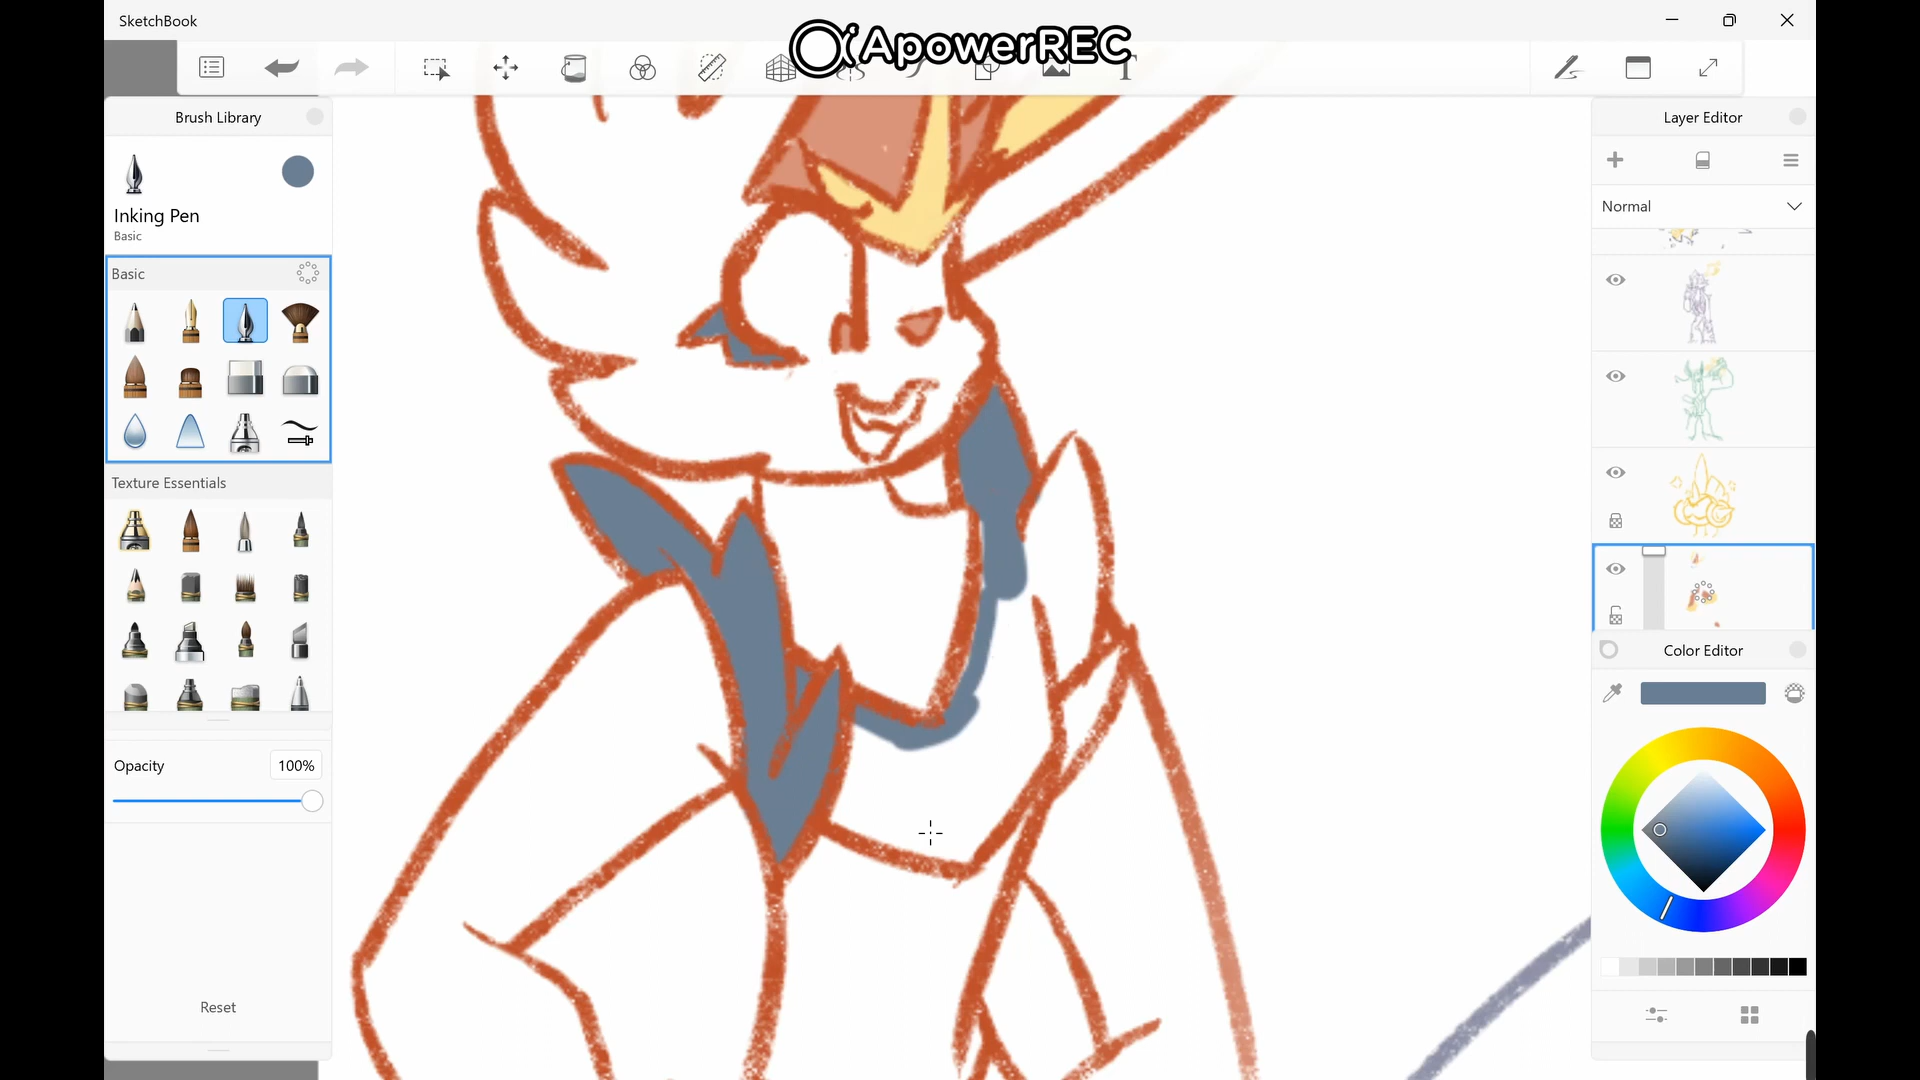 SketchBook
ApowerREC
T
Brush Library
Inking Pen
Basic
Basic
Texture Essentials
Opacity
100%
Reset
Layer Editor
Normal
Color Editor